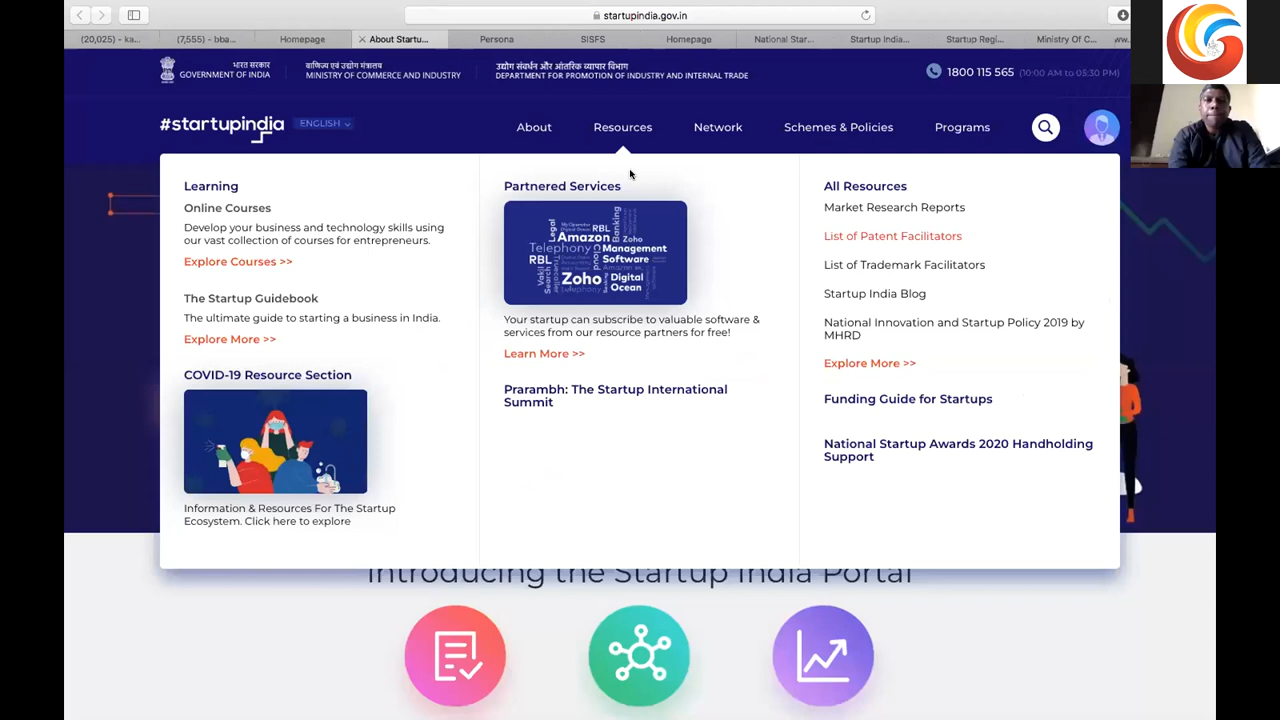 startupindia.gov.in
(20,025) - ka...
(7,555) - bba...
Homepage
About Startu...
Persona
SISFS
Homepage
National Star...
Startup India...
Startup Regi...
Ministry Of C...
भारत सरकार
GOVERNMENT OF INDIA
वाणिज्य एवं उद्योग मंत्रालय
MINISTRY OF COMMERCE AND INDUSTRY
उद्योग संवर्धन और आंतरिक व्यापार विभाग
DEPARTMENT FOR PROMOTION OF INDUSTRY AND INTERNAL TRADE
1800 115 565 (10:00 AM to 05:30 PM)
#startupindia
ENGLISH
About
Resources
Network
Schemes & Policies
Programs
Learning
Online Courses
Develop your business and technology skills using
our vast collection of courses for entrepreneurs.
Explore Courses >>
The Startup Guidebook
The ultimate guide to starting a business in India.
Explore More >>
COVID-19 Resource Section
Information & Resources For The Startup
Ecosystem. Click here to explore
Partnered Services
Legal
RBL
Banking
Amazon
Zoho
Telephony
Management
RBL
Cloud
Software
Vakil
Search
Zoho
Digital
Ocean
Your startup can subscribe to valuable software &
services from our resource partners for free!
Learn More >>
Prarambh: The Startup International
Summit
All Resources
Market Research Reports
List of Patent Facilitators
List of Trademark Facilitators
Startup India Blog
National Innovation and Startup Policy 2019 by
MHRD
Explore More >>
Funding Guide for Startups
National Startup Awards 2020 Handholding
Support
Introducing the Startup India Portal